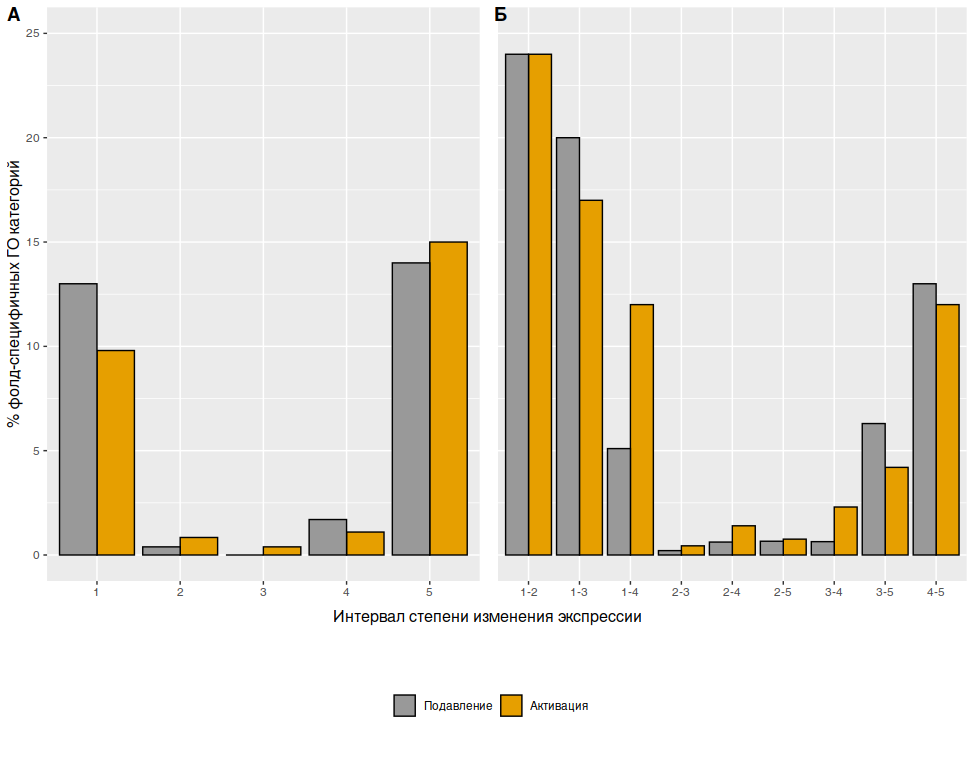 А
Б
% фолд-специфичных ГО категорий
25
20
15
10
5
0
1 2 3 4 5
1-2 1-3 1-4 2-3 2-4 2-5 3-4 3-5 4-5
Интервал степени изменения экспрессии
Подавление Активация